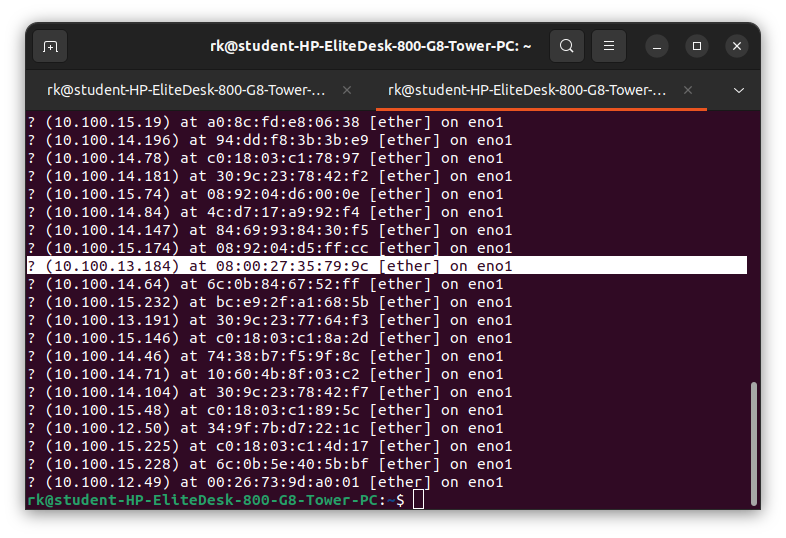 rk@student-HP-EliteDesk-800-G8-Tower-PC: ~
rk@student-HP-EliteDesk-800-G8-Tower-...
rk@student-HP-EliteDesk-800-G8-Tower-...
? (10.100.15.19) at a0:8c:fd:e8:06:38 [ether] on eno1
? (10.100.14.196) at 94:dd:f8:3b:3b:e9 [ether] on eno1
? (10.100.14.78) at c0:18:03:c1:78:97 [ether] on eno1
? (10.100.14.181) at 30:9c:23:78:42:f2 [ether] on eno1
? (10.100.15.74) at 08:92:04:d6:00:0e [ether] on eno1
? (10.100.14.84) at 4c:d7:17:a9:92:f4 [ether] on eno1
? (10.100.14.147) at 84:69:93:84:30:f5 [ether] on eno1
? (10.100.15.174) at 08:92:04:d5:ff:cc [ether] on eno1
? (10.100.13.184) at 08:00:27:35:79:9c [ether] on eno1
? (10.100.14.64) at 6c:0b:84:67:52:ff [ether] on eno1
? (10.100.15.232) at bc:e9:2f:a1:68:5b [ether] on eno1
? (10.100.13.191) at 30:9c:23:77:64:f3 [ether] on eno1
? (10.100.15.146) at c0:18:03:c1:8a:2d [ether] on eno1
? (10.100.14.46) at 74:38:b7:f5:9f:8c [ether] on eno1
? (10.100.14.71) at 10:60:4b:8f:03:c2 [ether] on eno1
? (10.100.14.104) at 30:9c:23:78:42:f7 [ether] on eno1
? (10.100.15.48) at c0:18:03:c1:89:5c [ether] on eno1
? (10.100.12.50) at 34:9f:7b:d7:22:1c [ether] on eno1
? (10.100.15.225) at c0:18:03:c1:4d:17 [ether] on eno1
? (10.100.15.228) at 6c:0b:5e:40:5b:bf [ether] on eno1
? (10.100.12.49) at 00:26:73:9d:a0:01 [ether] on eno1
rk@student-HP-EliteDesk-800-G8-Tower-PC:~$